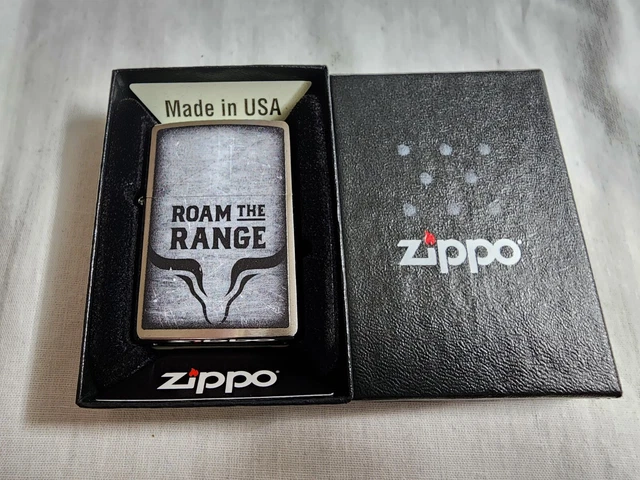 Made in USA
ROAM THE
RANGE
zippo
zippo